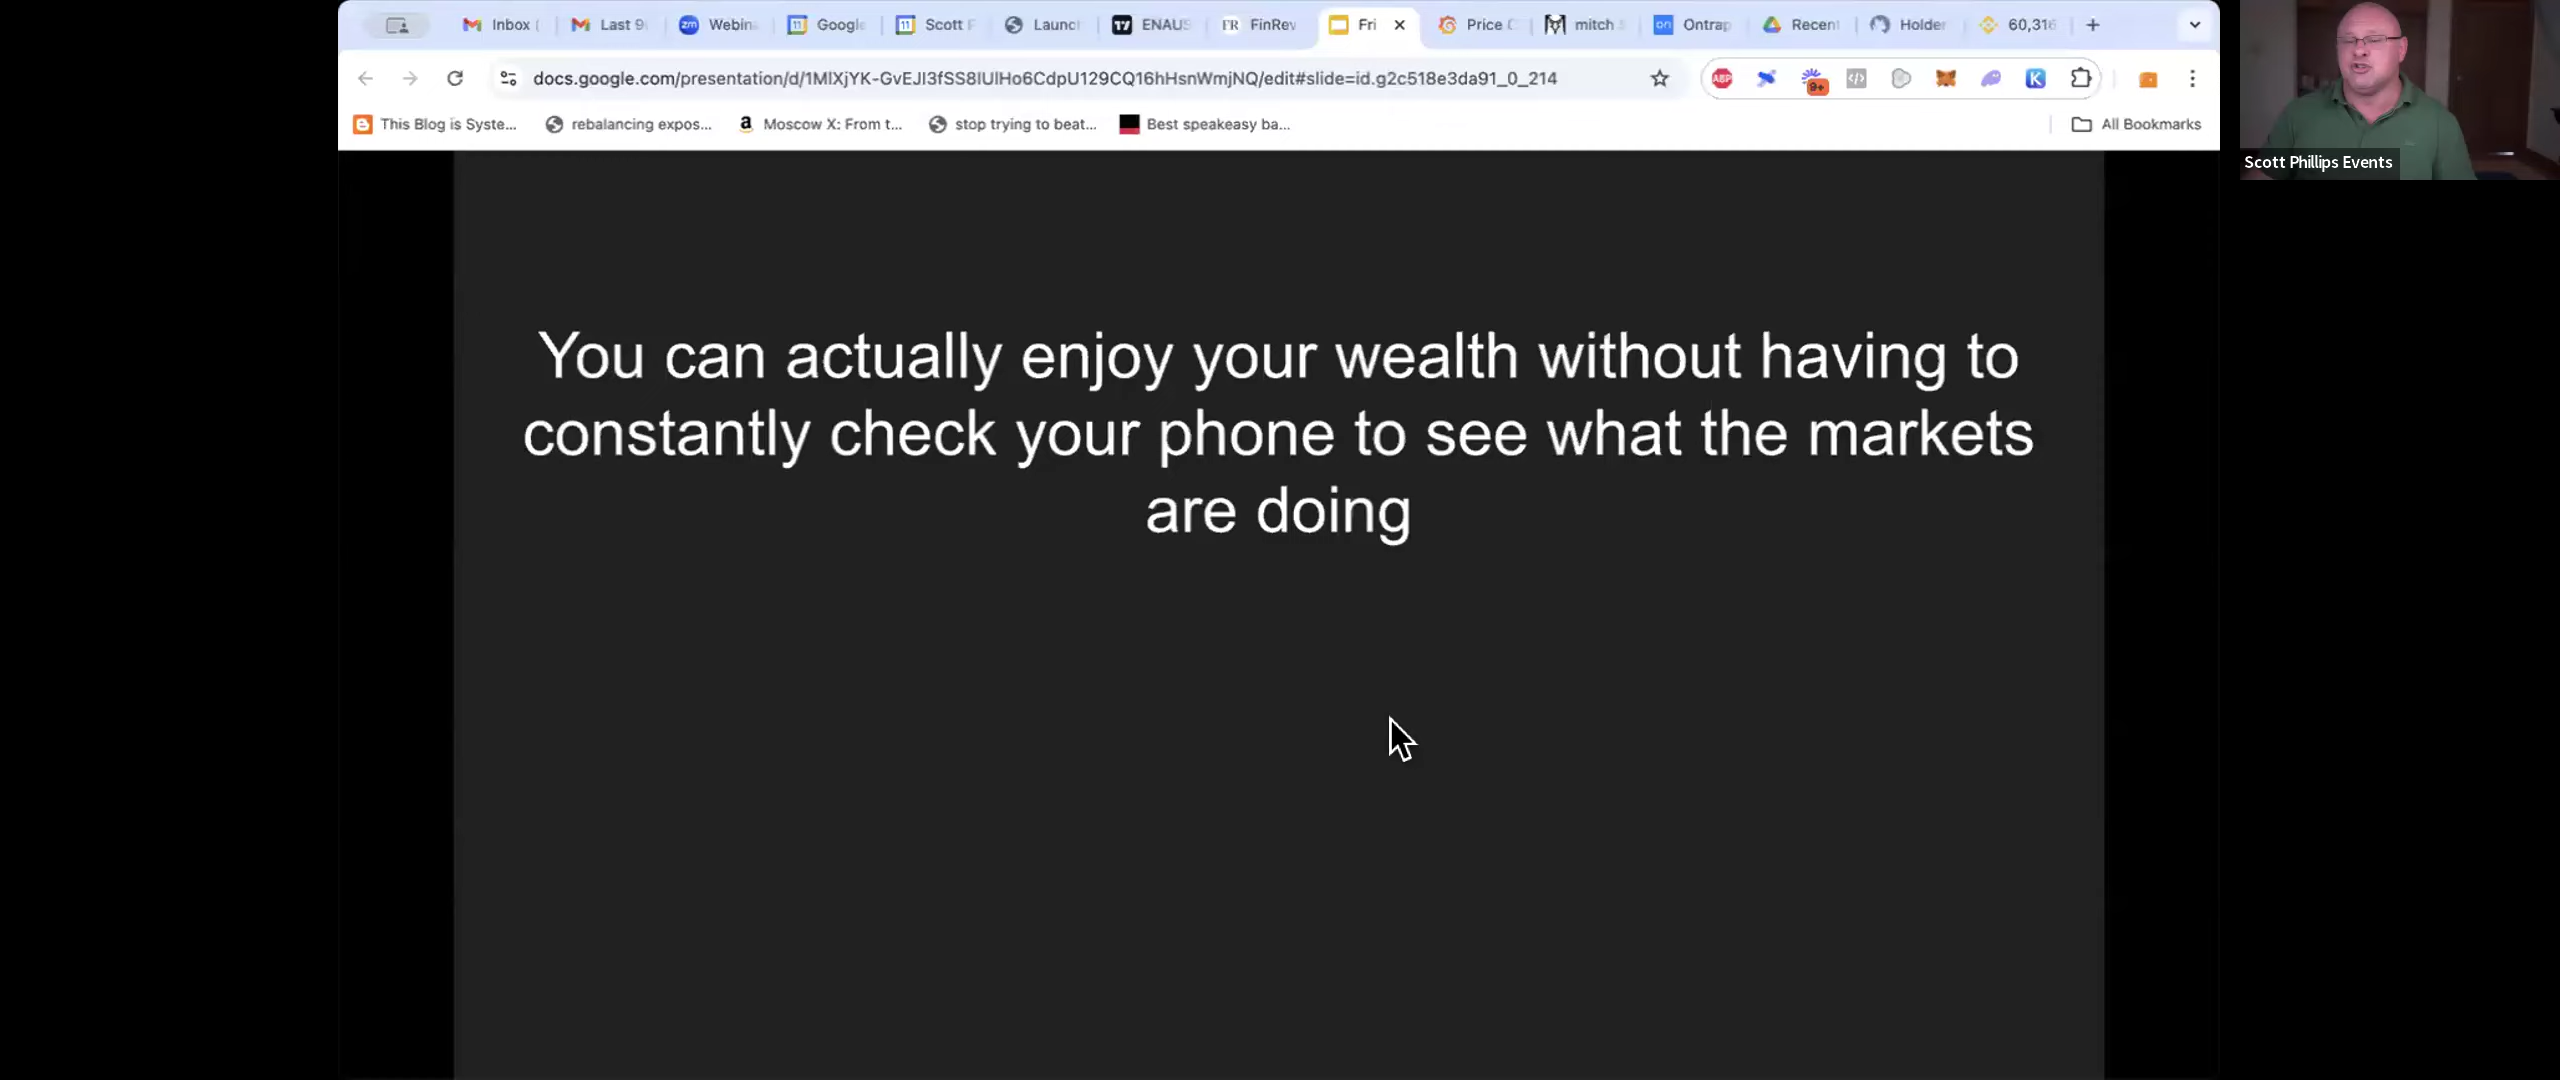 Inbox (
Last 9
Webin
Google
Scott F
Launc
ENAUS
FinRev
Fri
Price C
mitch
Ontrap
Recent
Holder
60,316
docs.google.com/presentation/d/1MlXjYK-GvEJI3fSS8IUlHo6CdpU129CQ16hHsnWmjNQ/edit#slide=id.g2c518e3da91_0_214
ABP
9+
This Blog is Syste...
rebalancing expos...
Moscow X: From t...
stop trying to beat...
Best speakeasy ba...
All Bookmarks
Scott Phillips Events
You can actually enjoy your wealth without having to
constantly check your phone to see what the markets
are doing